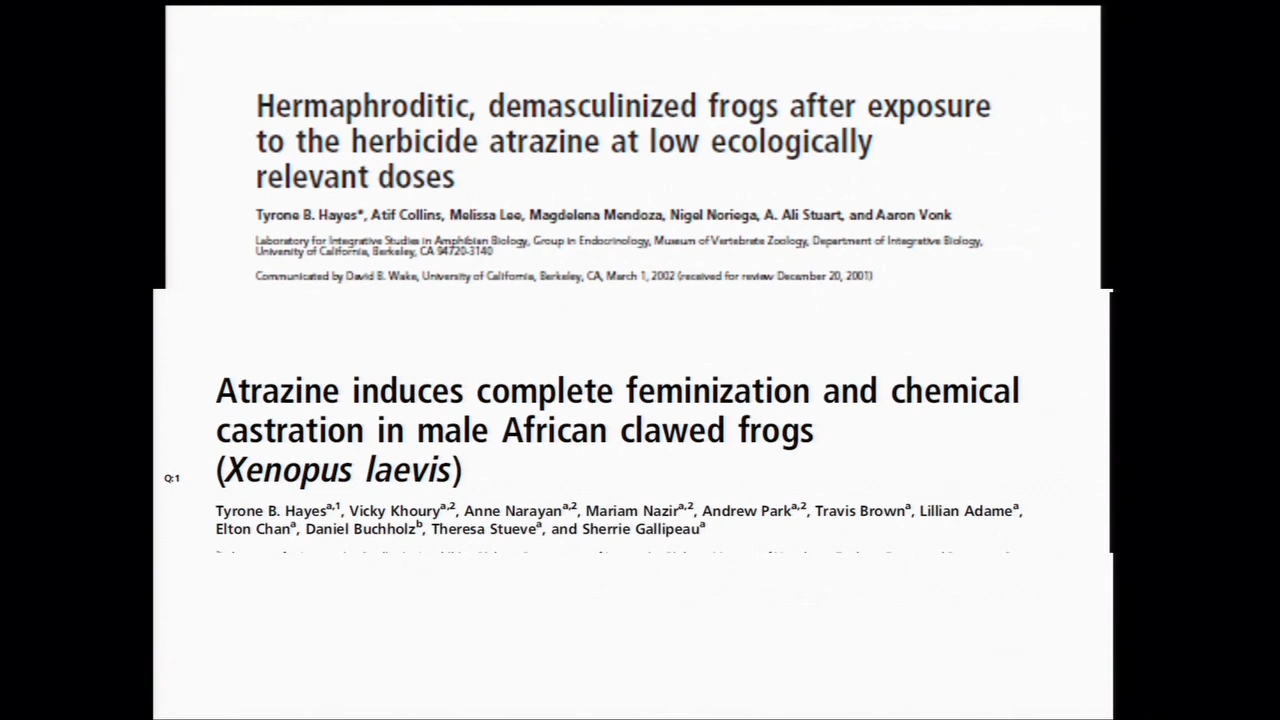 Hermaphroditic, demasculinized frogs after exposure
to the herbicide atrazine at low ecologically
relevant doses
Tyrone B. Hayes*, Atif Collins, Melissa Lee, Magdelena Mendoza, Nigel Noriega, A. Ali Stuart, and Aaron Vonk
Laboratory for Integrative Studies in Amphibian Biology, Group in Endocrinology, Museum of Vertebrate Zoology, Department of Integrative Biology,
University of California, Berkeley, CA 94720-3140
Communicated by David B. Wake, University of California, Berkeley, CA, March 1, 2002 (received for review December 20, 2001)
Atrazine induces complete feminization and chemical
castration in male African clawed frogs
Q:1 (Xenopus laevis)
Tyrone B. Hayesa,1, Vicky Khourya,2, Anne Narayana,2, Mariam Nazira,2, Andrew Parka,2, Travis Browna, Lillian Adamea,
Elton Chana, Daniel Buchholzb, Theresa Stuevea, and Sherrie Gallipeaua